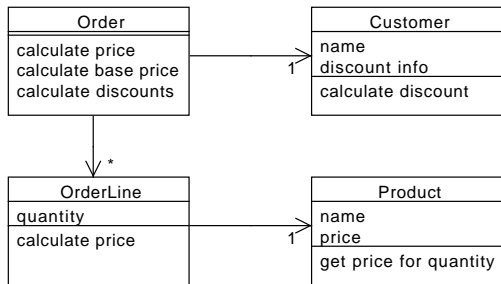 Order
calculate price
calculate base price
calculate discounts
1
Customer
name
discount info
calculate discount
*
OrderLine
quantity
calculate price
1
Product
name
price
get price for quantity